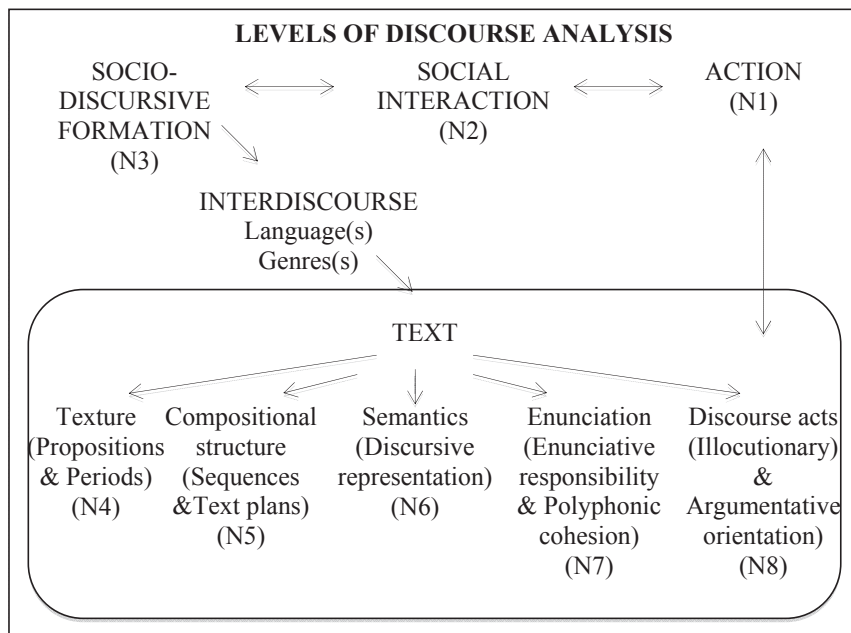 LEVELS OF DISCOURSE ANALYSIS
SOCIO-
DISCURSIVE
FORMATION
(N3)
SOCIAL
INTERACTION
(N2)
ACTION
(N1)
INTERDISCOURSE
Language(s)
Genres(s)
TEXT
Texture
(Propositions
& Periods)
(N4)
Compositional
structure
(Sequences
&Text plans)
(N5)
Semantics
(Discursive
representation)
(N6)
Enunciation
(Enunciative
responsibility
& Polyphonic
cohesion)
(N7)
Discourse acts
(Illocutionary)
&
Argumentative
orientation)
(N8)